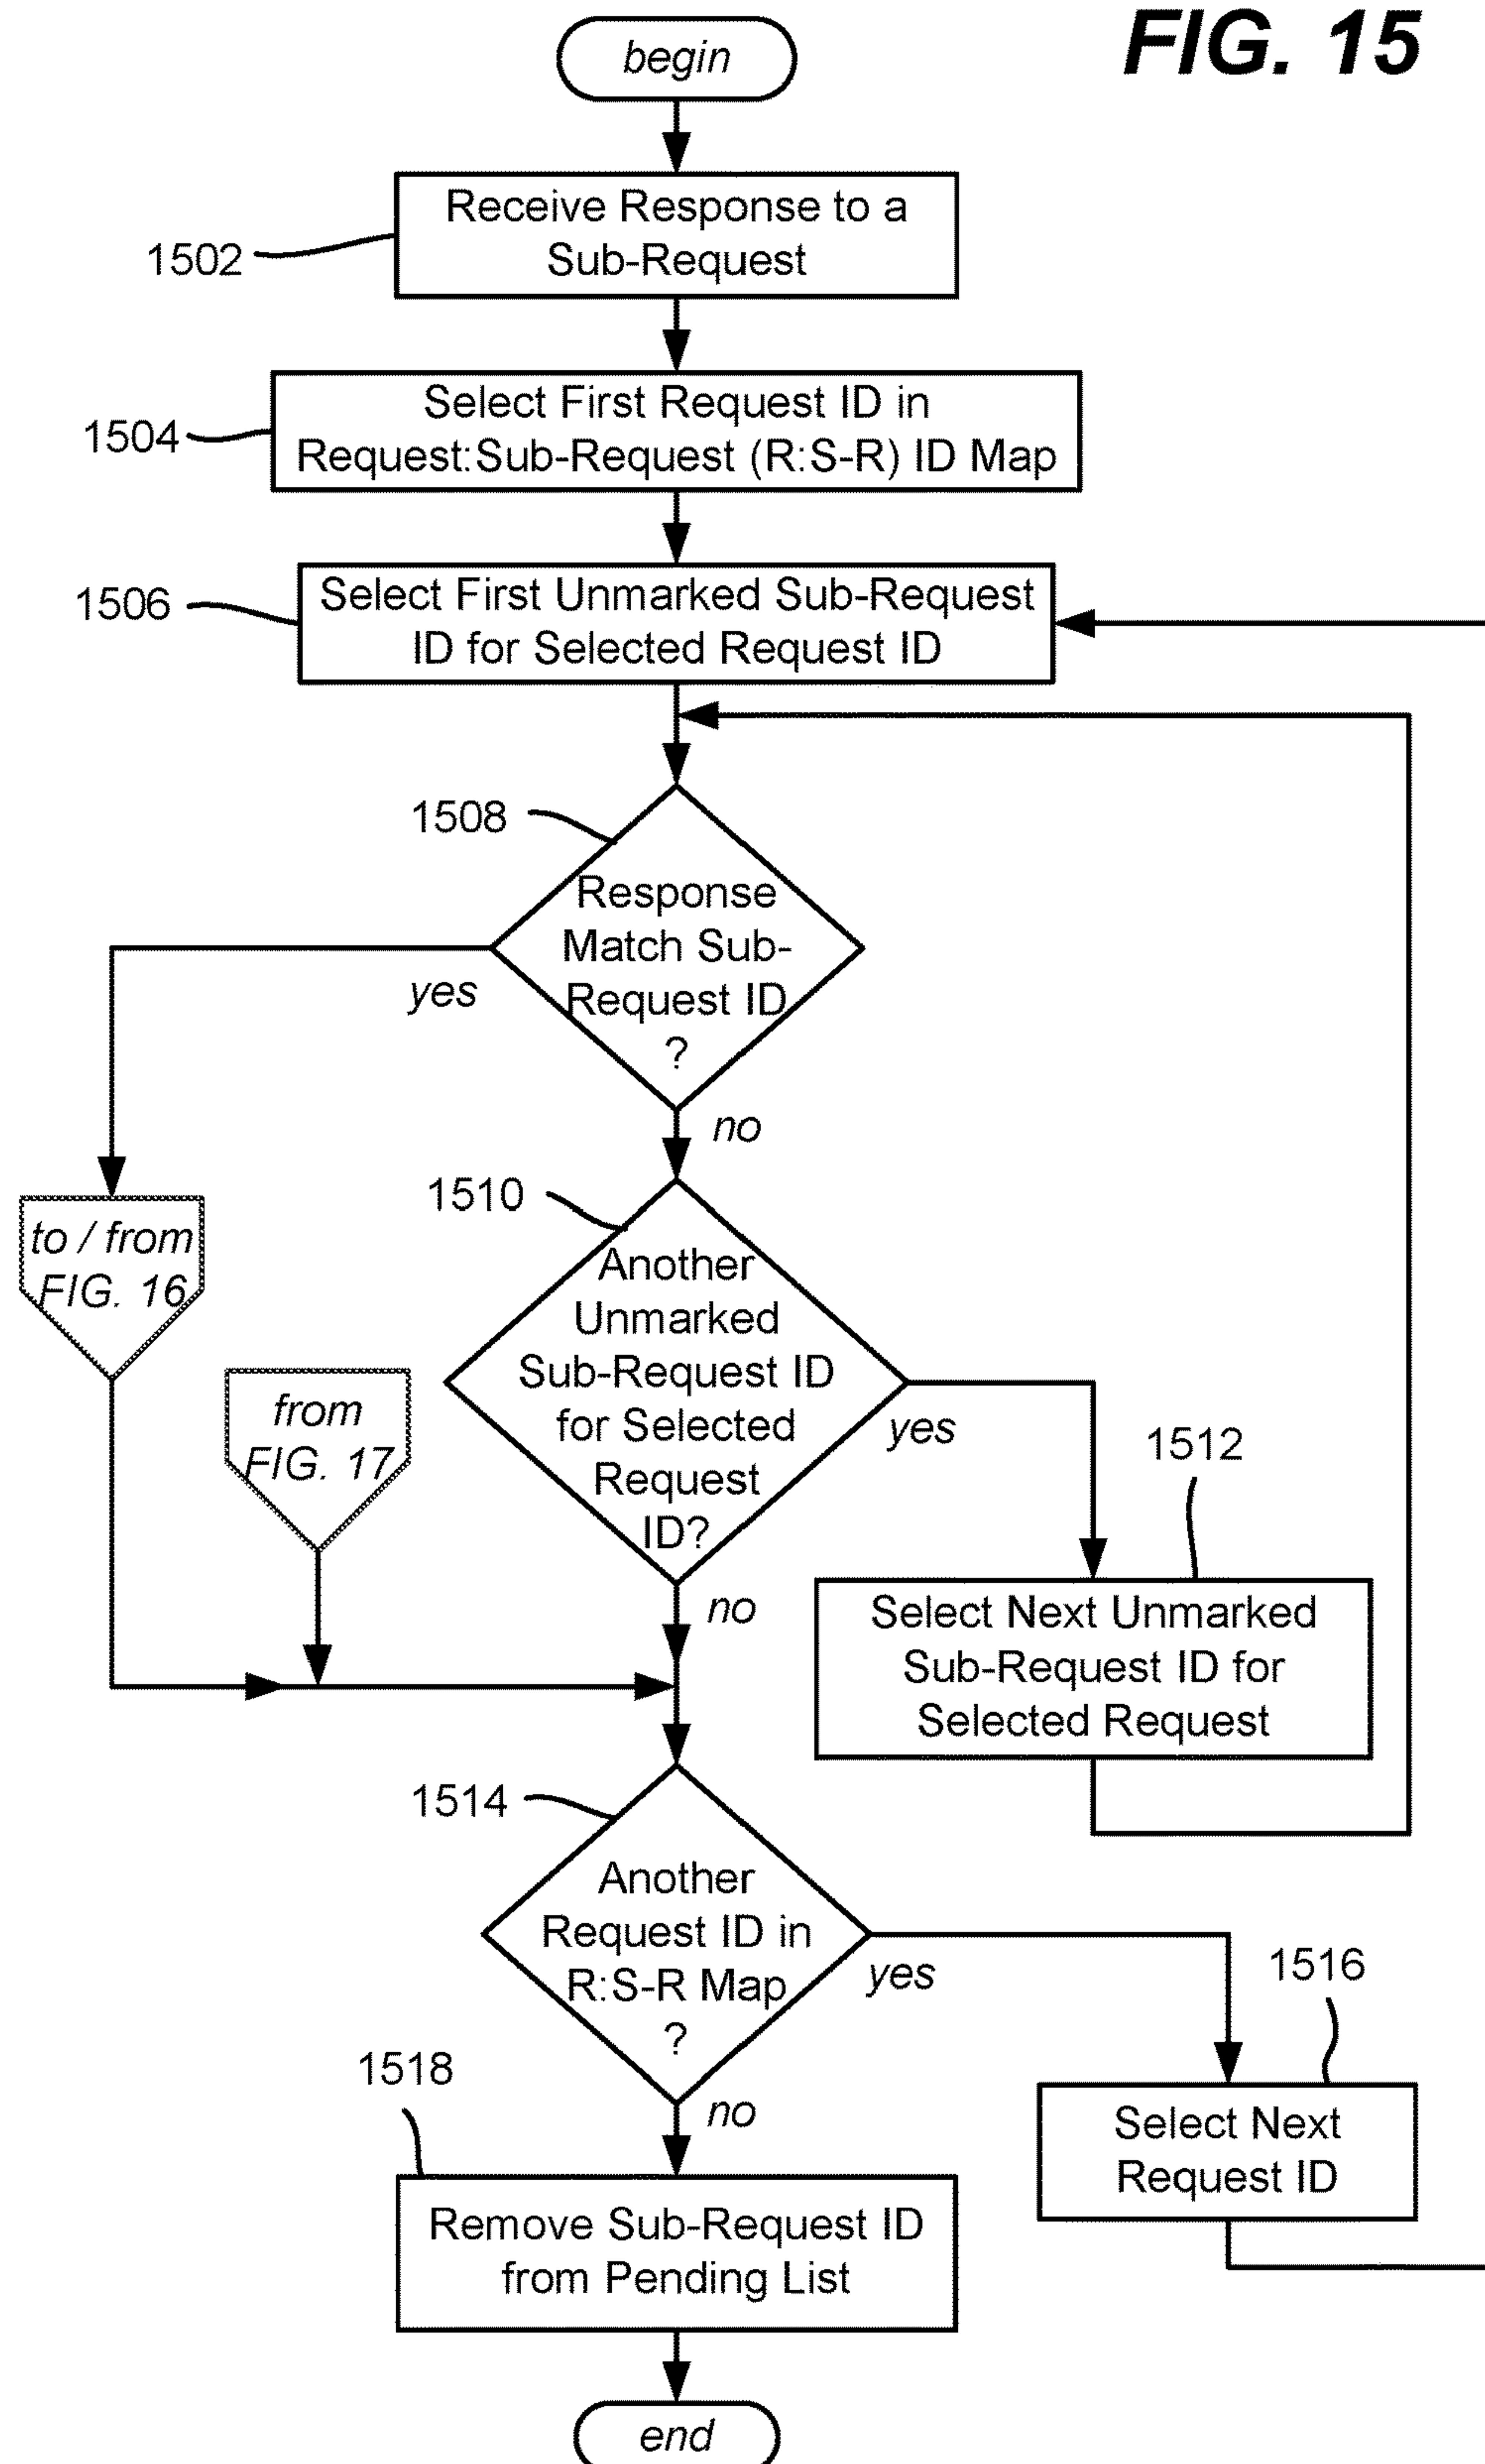 FIG. 15
begin
Receive Response to a
Sub-Request
1502
Select First Request ID in
Request:Sub-Request (R:S-R) ID Map
1504
Select First Unmarked Sub-Request
ID for Selected Request ID
1506
1508
Response
Match Sub-
Request ID
?
yes
no
to / from
FIG. 16
1510
Another
Unmarked
Sub-Request ID
for Selected
Request
ID?
yes
no
from
FIG. 17
1512
Select Next Unmarked
Sub-Request ID for
Selected Request
1514
Another
Request ID in
R:S-R Map
?
yes
no
1516
Select Next
Request ID
1518
Remove Sub-Request ID
from Pending List
end